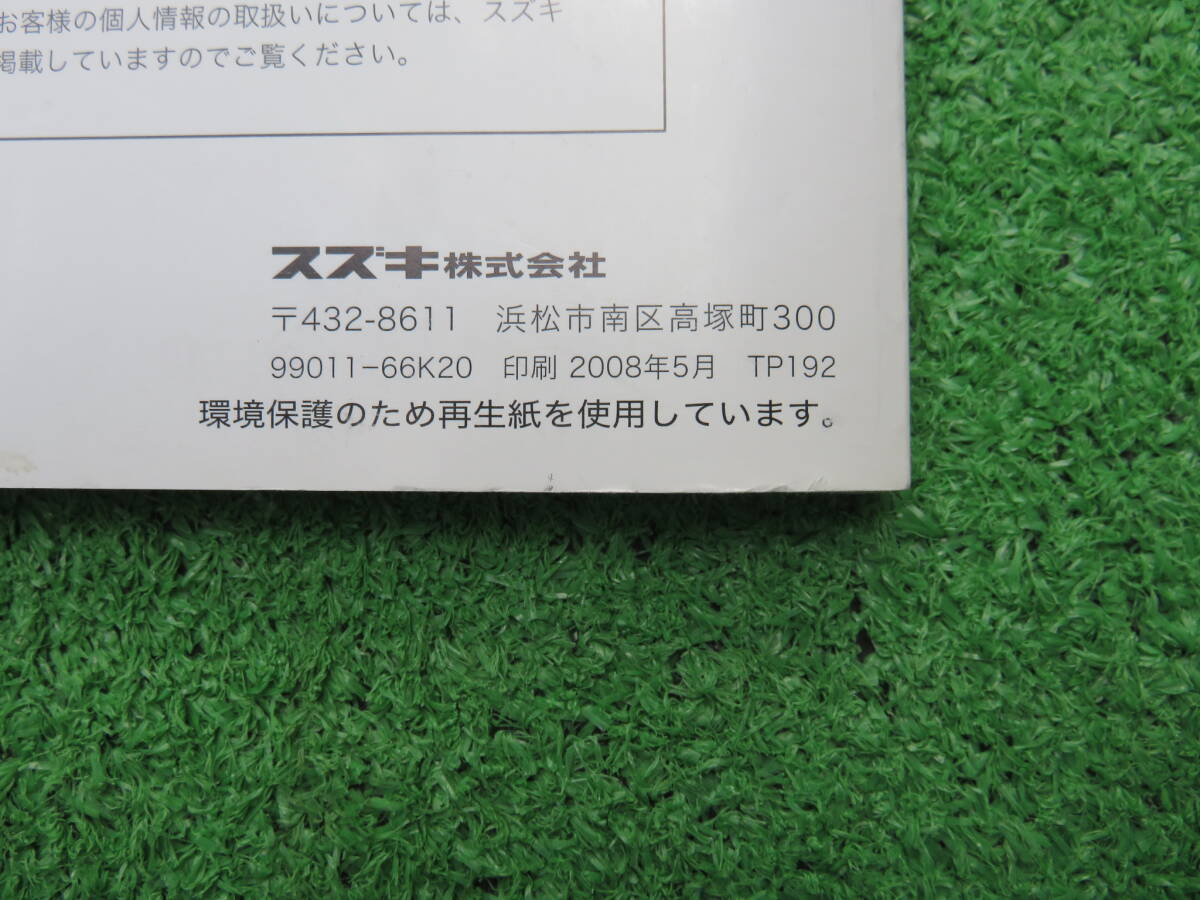 お客様の個人情報の取扱いについては、スズキ
掲載していますのでご覧ください。
スズキ株式会社
〒432-8611 浜松市南区高塚町300
99011-66K20 印刷 2008年5月 TP192
環境保護のため再生紙を使用しています。